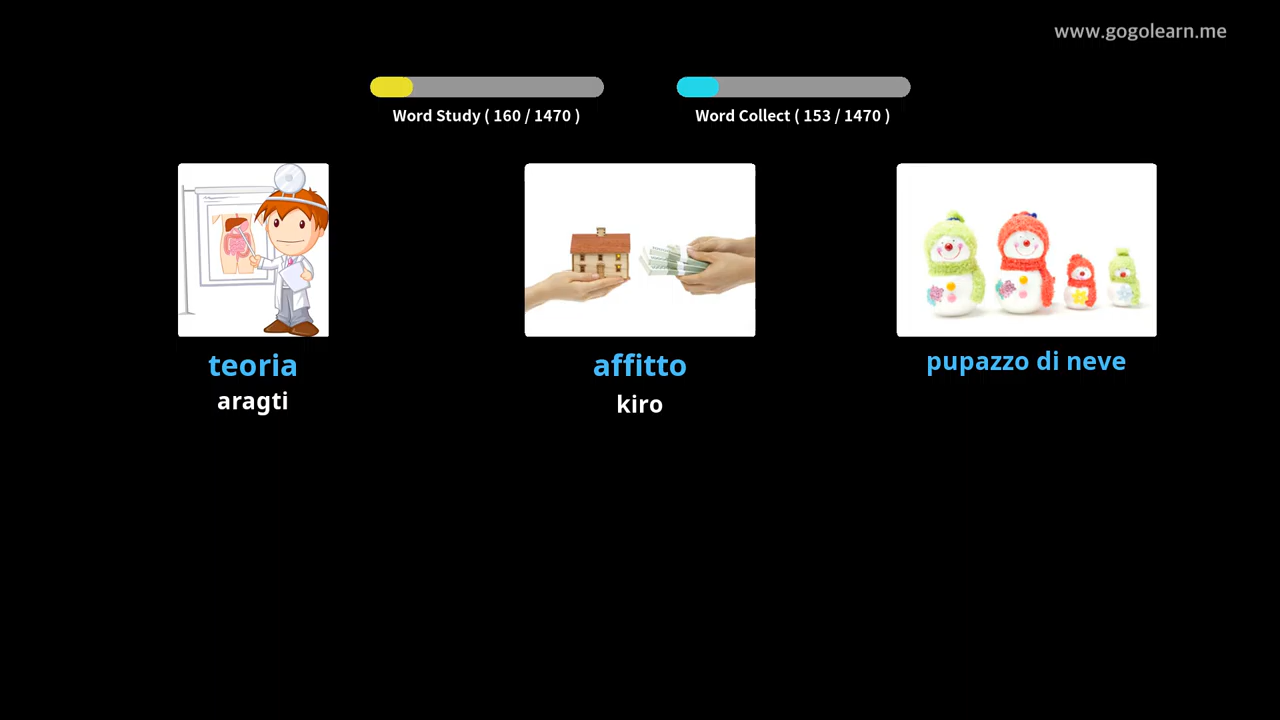 www.gogolearn.me
Word Study ( 160 / 1470 )
Word Collect ( 153 / 1470 )
teoria
aragti
affitto
kiro
pupazzo di neve